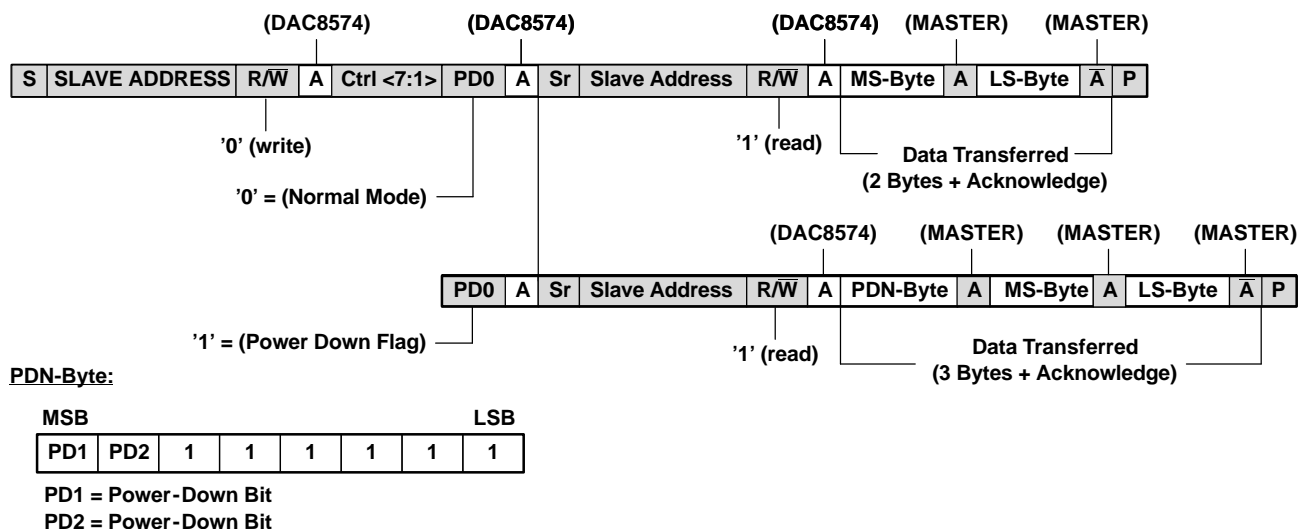 (DAC8574) (DAC8574) (DAC8574) (MASTER) (MASTER)
S SLAVE ADDRESS R/W̅ A Ctrl <7:1> PD0 A Sr Slave Address R/W̅ A MS-Byte A LS-Byte A̅ P
'0' (write) '1' (read) Data Transferred
(2 Bytes + Acknowledge)
'0' = (Normal Mode)
(DAC8574) (MASTER) (MASTER) (MASTER)
PD0 A Sr Slave Address R/W̅ A PDN-Byte A MS-Byte A LS-Byte A̅ P
'1' = (Power Down Flag) '1' (read) Data Transferred
(3 Bytes + Acknowledge)
PDN-Byte:
MSB LSB
PD1 PD2 1 1 1 1 1 1
PD1 = Power-Down Bit
PD2 = Power-Down Bit